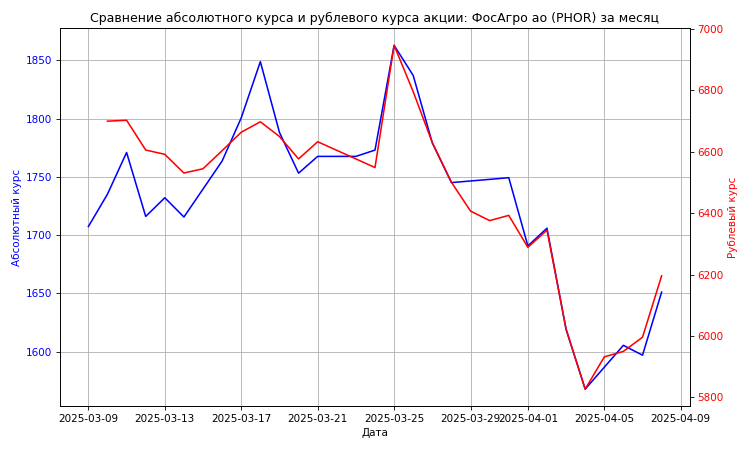 Сравнение абсолютного курса и рублевого курса акции: ФосАгро ао (PHOR) за месяц
Абсолютный курс
1850
1800
1750
1700
1650
1600
7000
6800
6600
6400
6200
6000
5800
Рублевый курс
2025-03-09 2025-03-13 2025-03-17 2025-03-21 2025-03-25 2025-03-29 2025-04-01 2025-04-05 2025-04-09
Дата